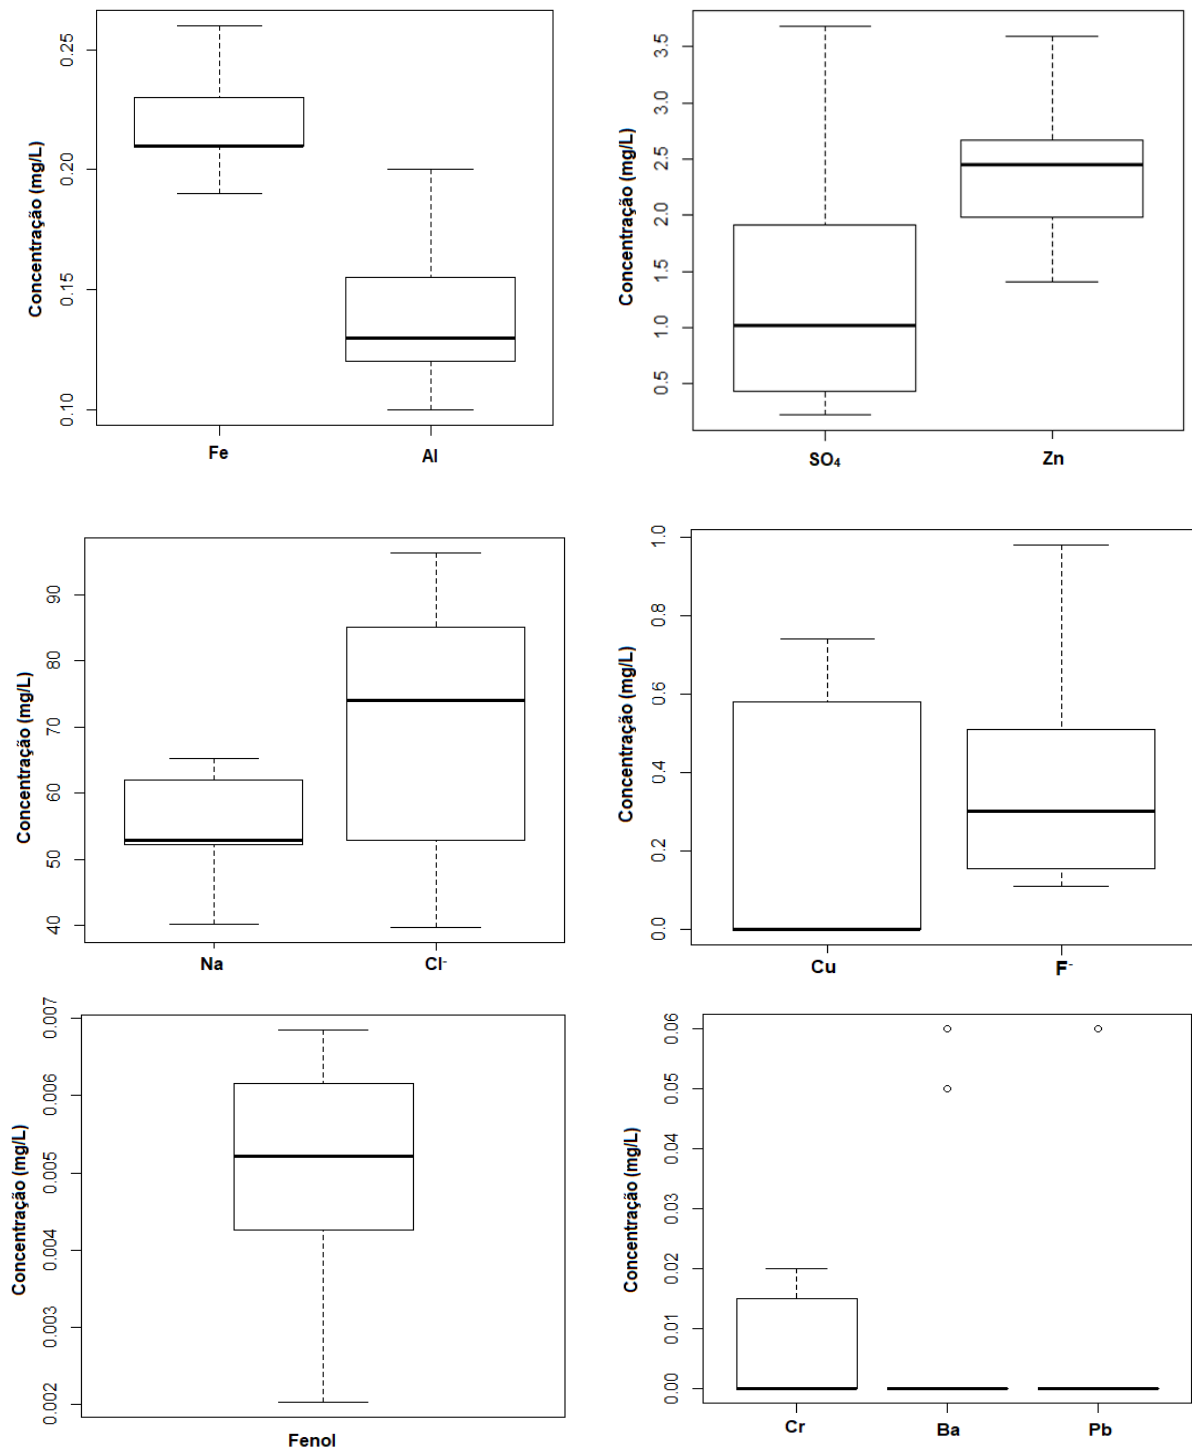 Concentração (mg/L)
0.25
0.20
0.15
0.10
Fe
Al
Concentração (mg/L)
3.5
3.0
2.5
2.0
1.5
1.0
0.5
SO₄
Zn
Concentração (mg/L)
90
80
70
60
50
40
Na
Cl⁻
Concentração (mg/L)
1.0
0.8
0.6
0.4
0.2
0.0
Cu
F⁻
Concentração (mg/L)
0.007
0.006
0.005
0.004
0.003
0.002
Fenol
Concentração (mg/L)
0.06
0.05
0.04
0.03
0.02
0.01
0.00
Cr
Ba
Pb